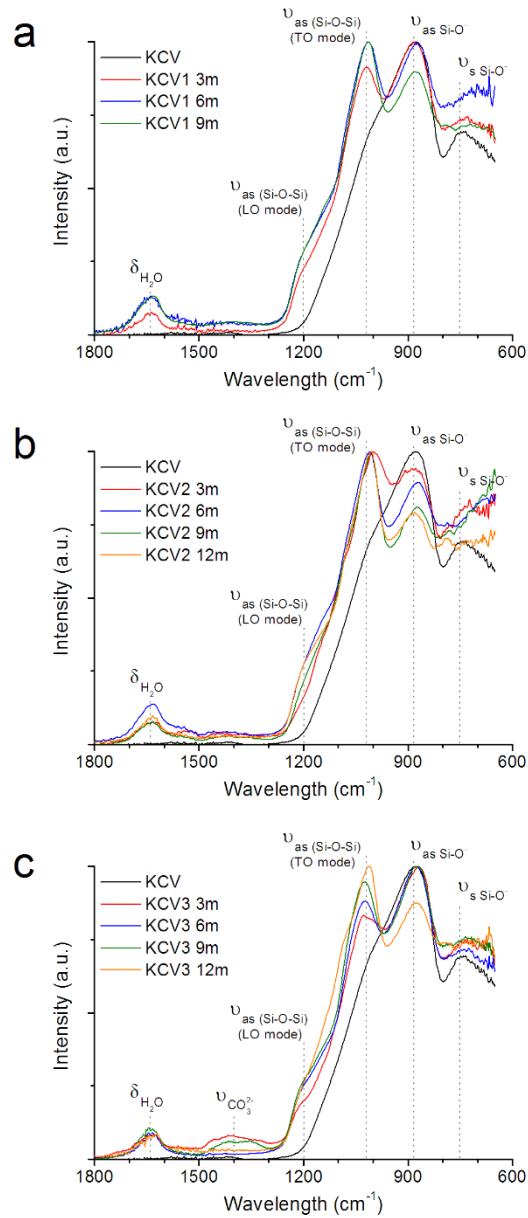 a
υas (Si-O-Si)
(TO mode)
υas Si-O-
υs Si-O-
KCV
KCV1 3m
KCV1 6m
KCV1 9m
υas (Si-O-Si)
(LO mode)
δH2O
Intensity (a.u.)
1800 1500 1200 900 600
Wavelength (cm-1)
b
υas (Si-O-Si)
(TO mode)
υas Si-O-
υs Si-O-
KCV
KCV2 3m
KCV2 6m
KCV2 9m
KCV2 12m
υas (Si-O-Si)
(LO mode)
δH2O
Intensity (a.u.)
1800 1500 1200 900 600
Wavelength (cm-1)
c
υas (Si-O-Si)
(TO mode)
υas Si-O-
υs Si-O-
KCV
KCV3 3m
KCV3 6m
KCV3 9m
KCV3 12m
υas (Si-O-Si)
(LO mode)
δH2O
υCO32-
Intensity (a.u.)
1800 1500 1200 900 600
Wavelength (cm-1)